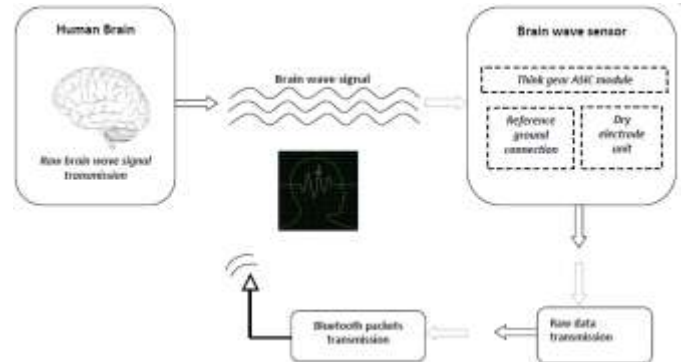 Human Brain
Raw brain wave signal
transmission
Brain wave signal
Brain wave sensor
Think gear ASIC module
Reference
ground
connection
Dry
electrode
unit
Raw data
transmission
Bluetooth packets
transmission